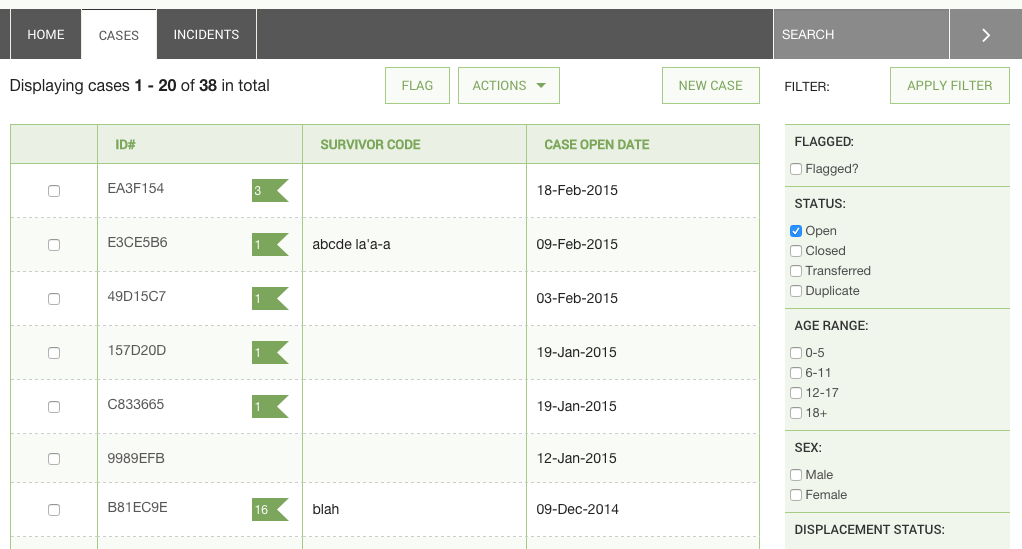 HOME CASES INCIDENTS SEARCH
Displaying cases 1 - 20 of 38 in total FLAG ACTIONS NEW CASE FILTER: APPLY FILTER
ID# SURVIVOR CODE CASE OPEN DATE
EA3F154 3 18-Feb-2015
E3CE5B6 1 abcde la'a-a 09-Feb-2015
49D15C7 1 03-Feb-2015
157D20D 1 19-Jan-2015
C833665 1 19-Jan-2015
9989EFB 12-Jan-2015
B81EC9E 16 blah 09-Dec-2014
FLAGGED:
Flagged?
STATUS:
Open
Closed
Transferred
Duplicate
AGE RANGE:
0-5
6-11
12-17
18+
SEX:
Male
Female
DISPLACEMENT STATUS: